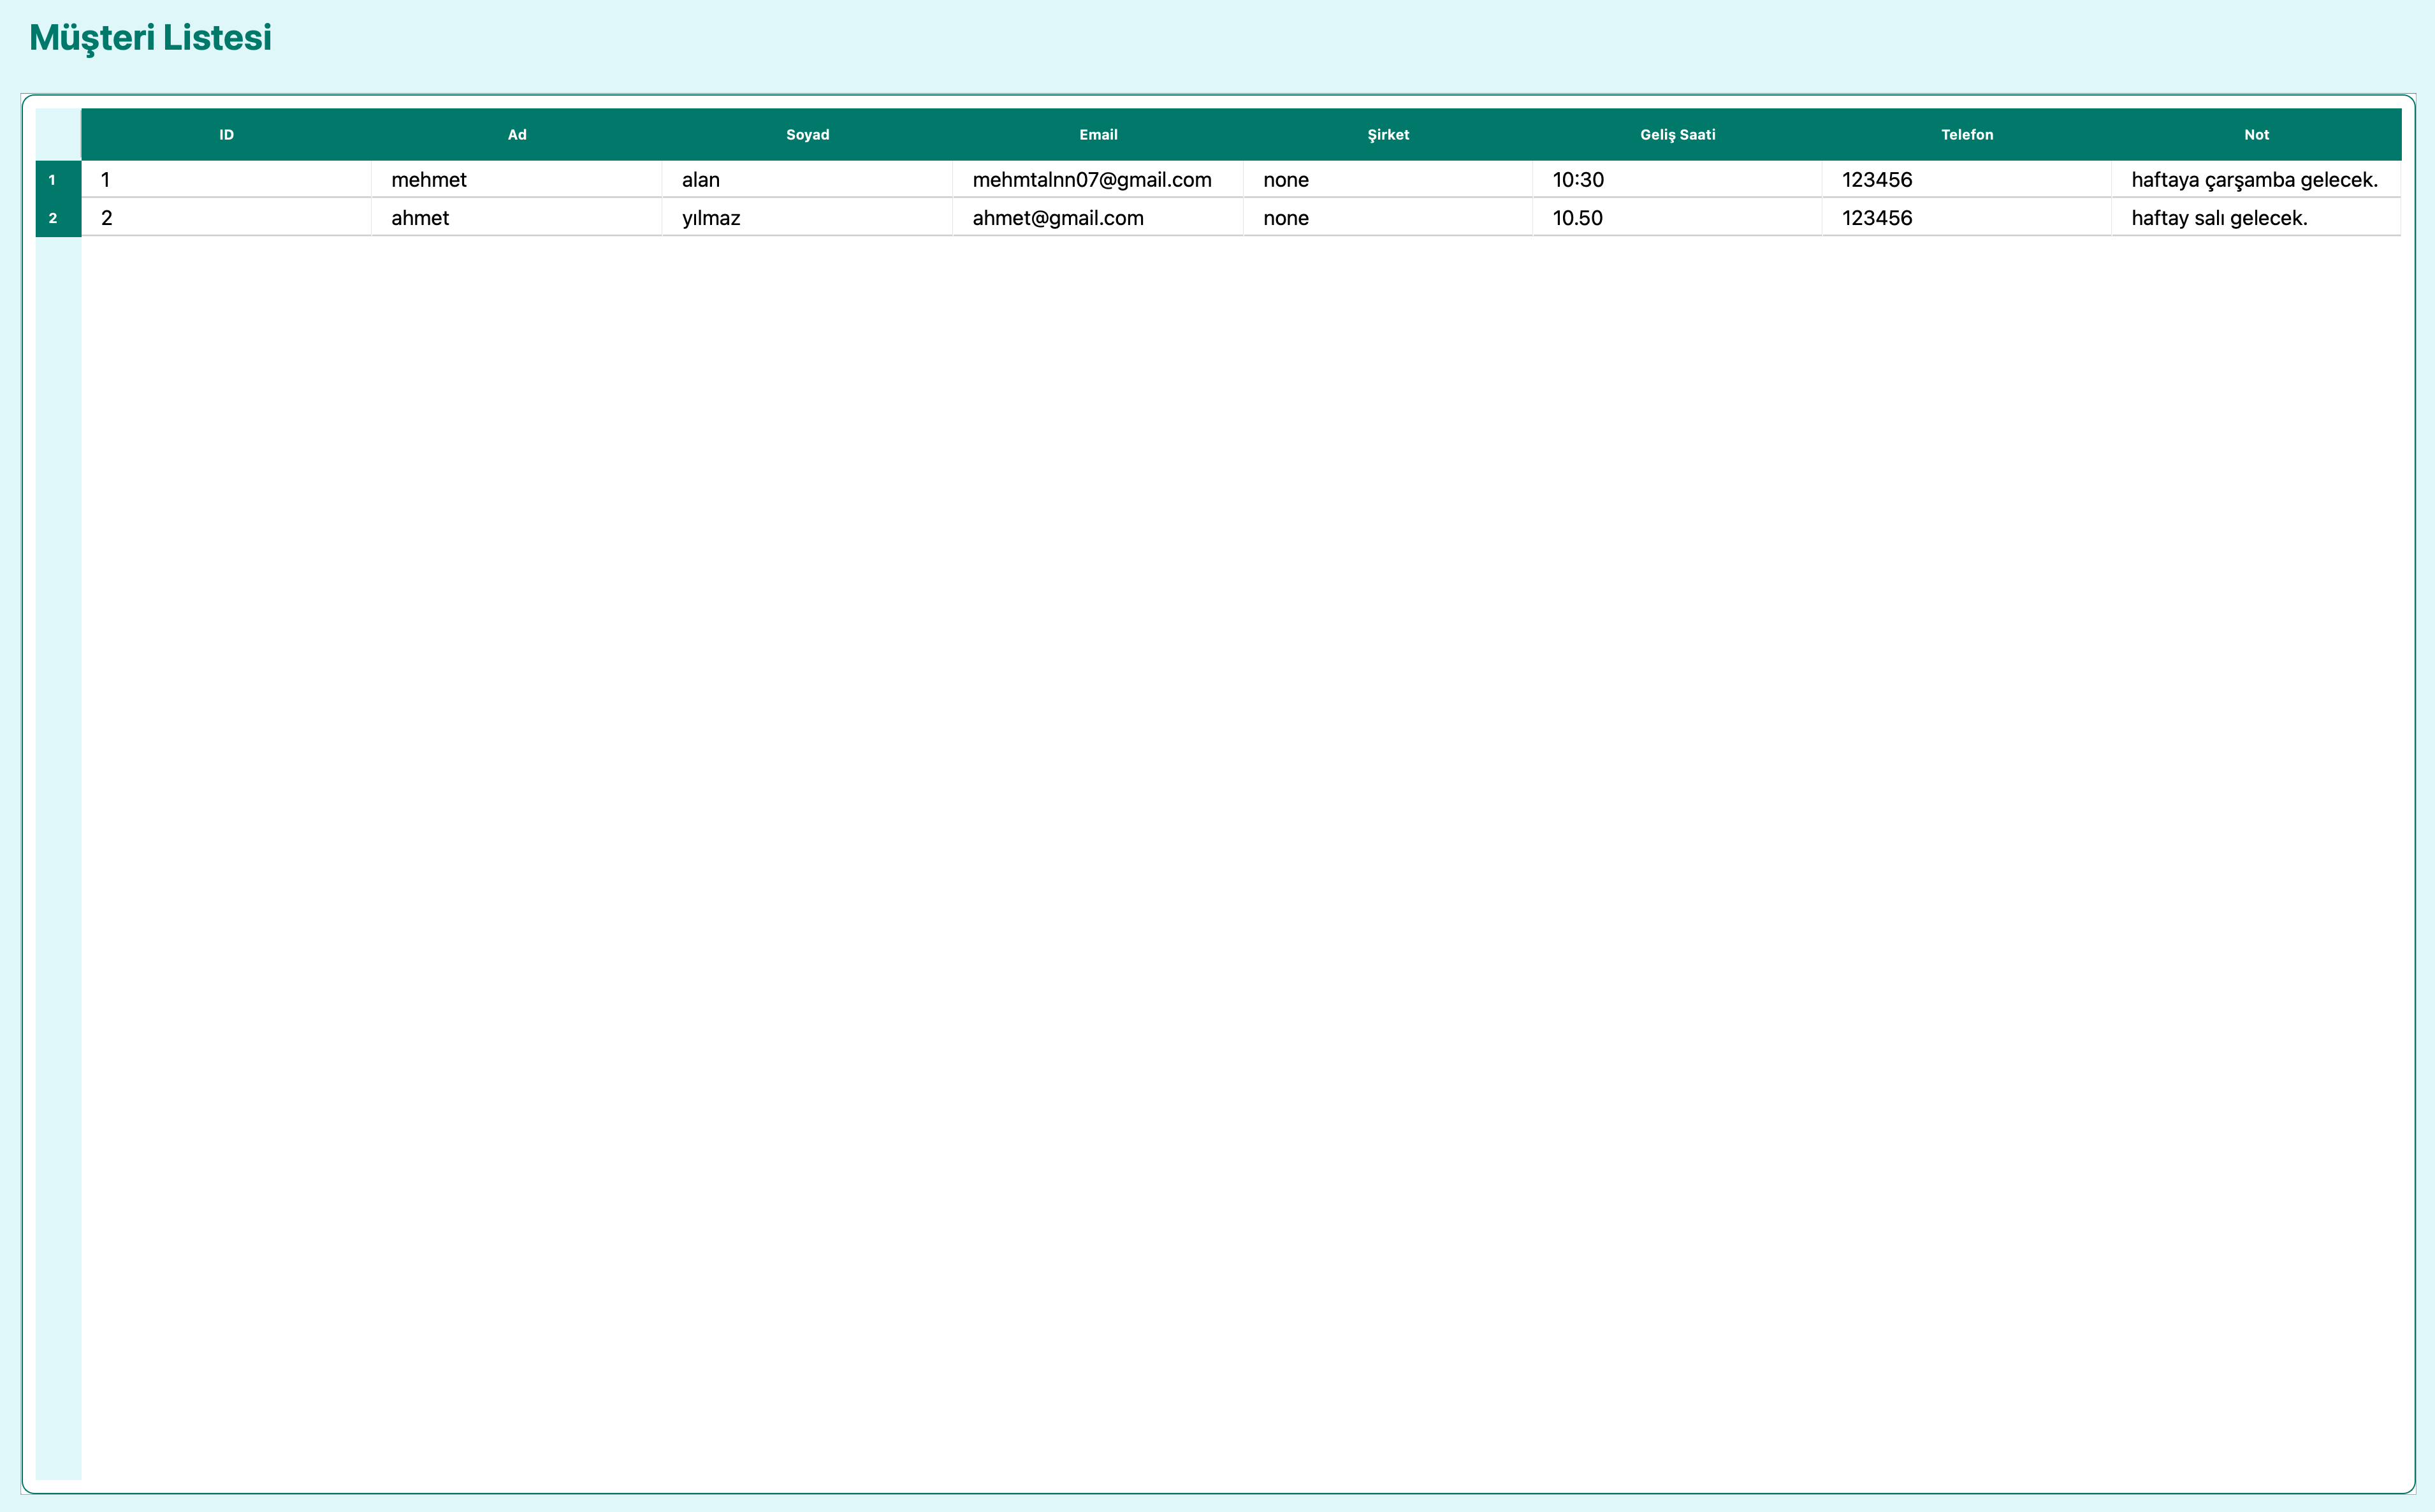 Müşteri Listesi
ID Ad Soyad Email Şirket Geliş Saati Telefon Not
1 1 mehmet alan mehmtalnn07@gmail.com none 10:30 123456 haftaya çarşamba gelecek.
2 2 ahmet yılmaz ahmet@gmail.com none 10.50 123456 haftay salı gelecek.